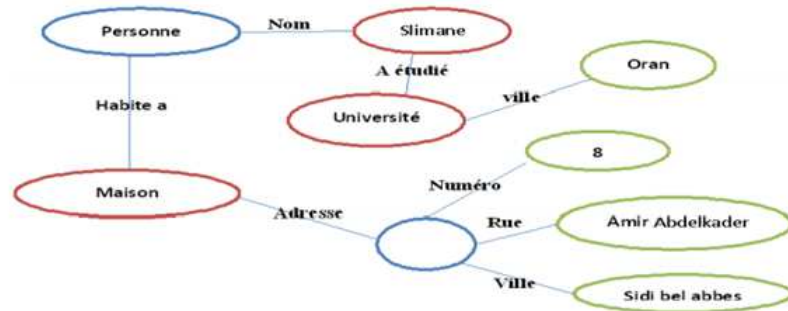 Personne
Nom
Slimane
A étudié
Oran
Habite a
Université
ville
8
Maison
Numéro
Adresse
Rue
Amir Abdelkader
Ville
Sidi bel abbes